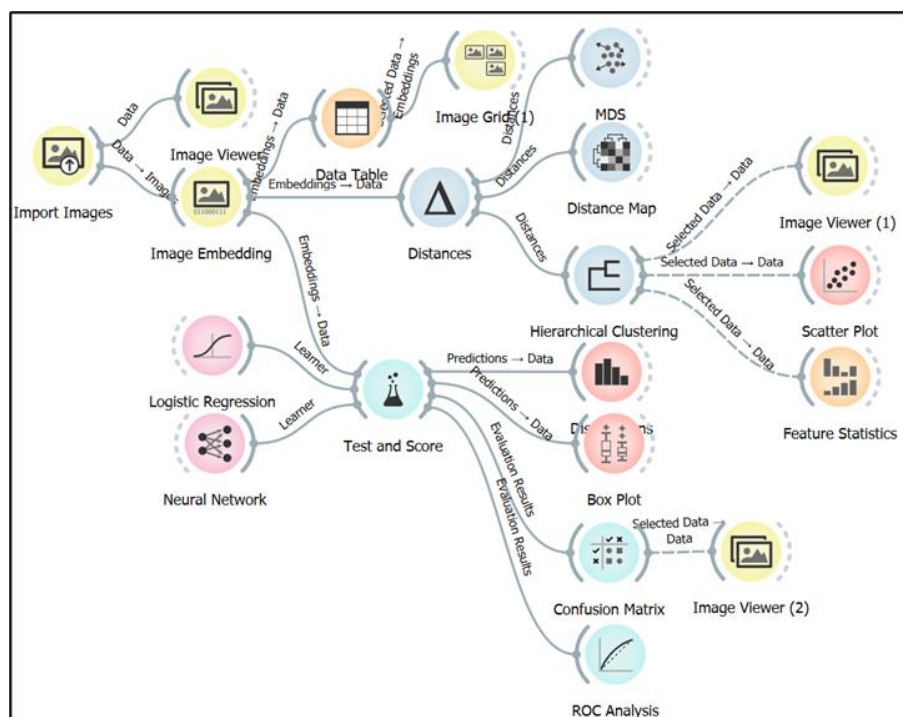 Import Images
Data
Data → Images
Image Viewer
Image Embedding
011000111
Embeddings → Data
Data Table
Selected Data →
Embeddings
Image Grid (1)
Embeddings → Data
Distances
Distances
MDS
Distances
Distance Map
Distances
Hierarchical Clustering
Selected Data → Data
Image Viewer (1)
Selected Data → Data
Scatter Plot
Selected Data → Data
Feature Statistics
Embeddings → Data
Logistic Regression
Learner
Neural Network
Learner
Test and Score
Predictions → Data
Predictions → Data
Box Plot
Evaluation Results
Evaluation Results
Confusion Matrix
Selected Data →
Data
Image Viewer (2)
ROC Analysis